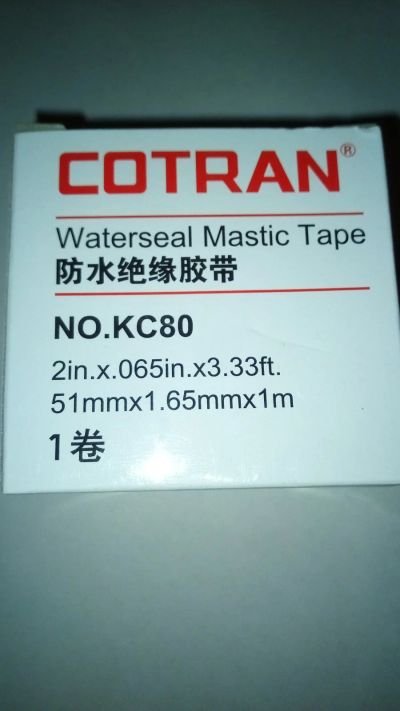 COTRAN®
Waterseal Mastic Tape
防水绝缘胶带
NO.KC80
2in.x.065in.x3.33ft.
51mmx1.65mmx1m
1卷